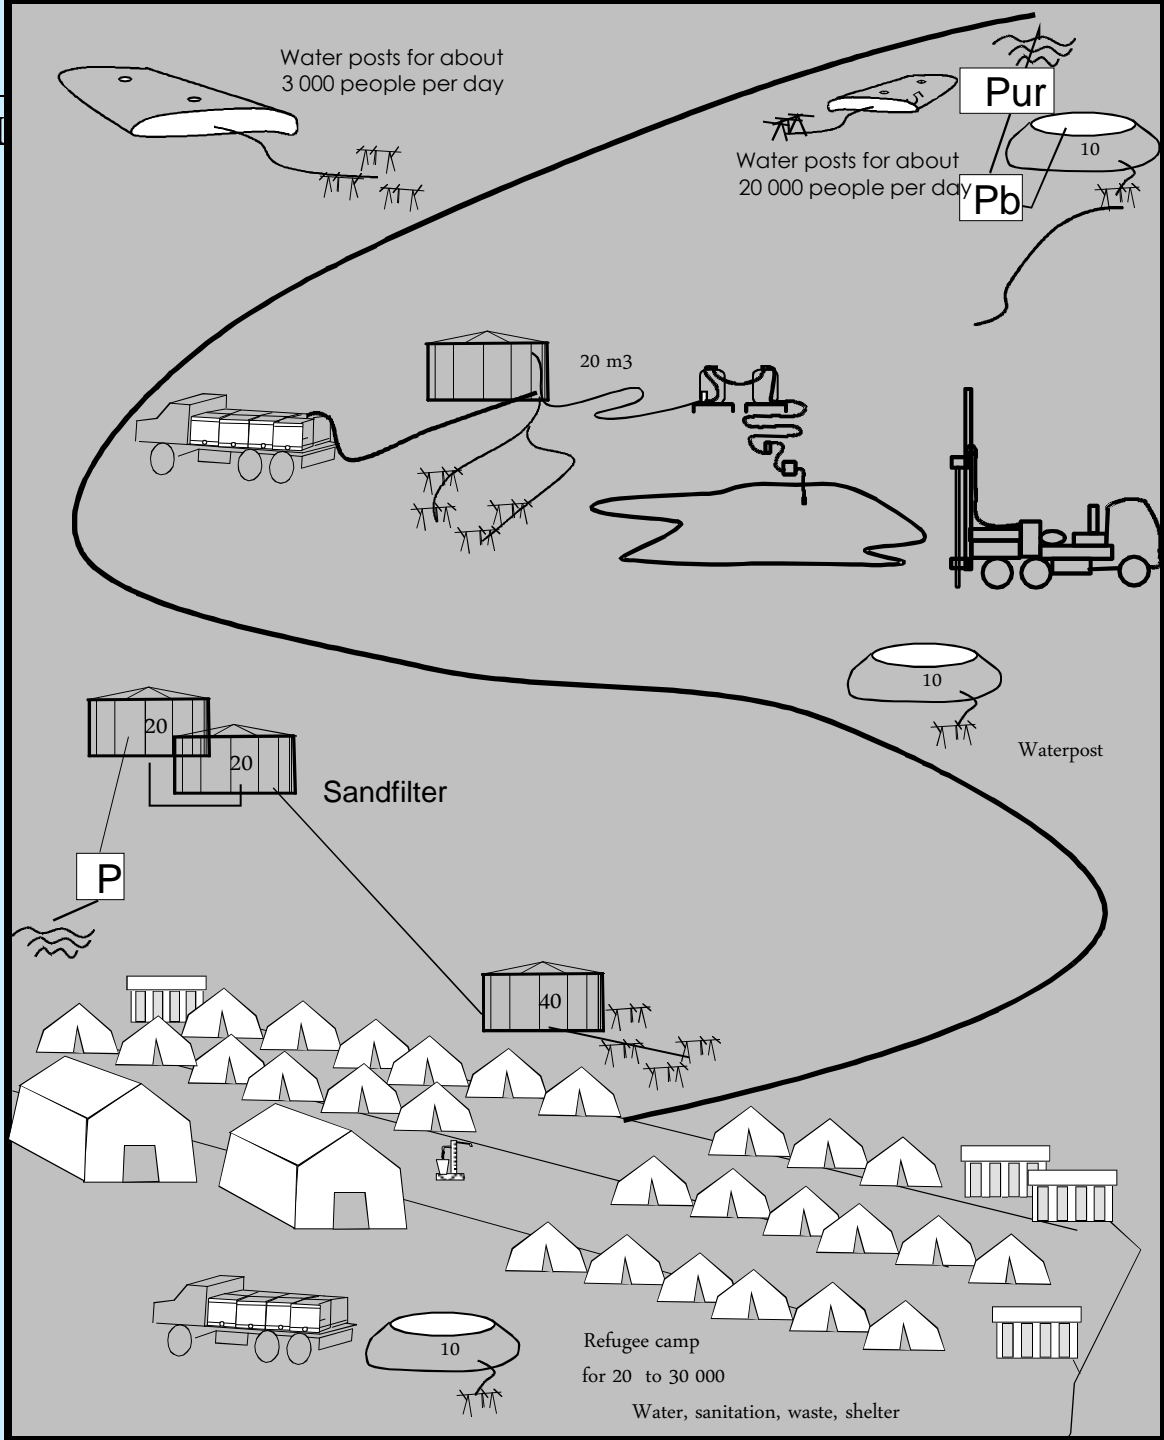 Water posts for about
3 000 people per day
Pur
10
Water posts for about
20 000 people per day
Pb
20 m3
10
Waterpost
20
20
Sandfilter
P
40
10
Refugee camp
for 20 to 30 000
Water, sanitation, waste, shelter